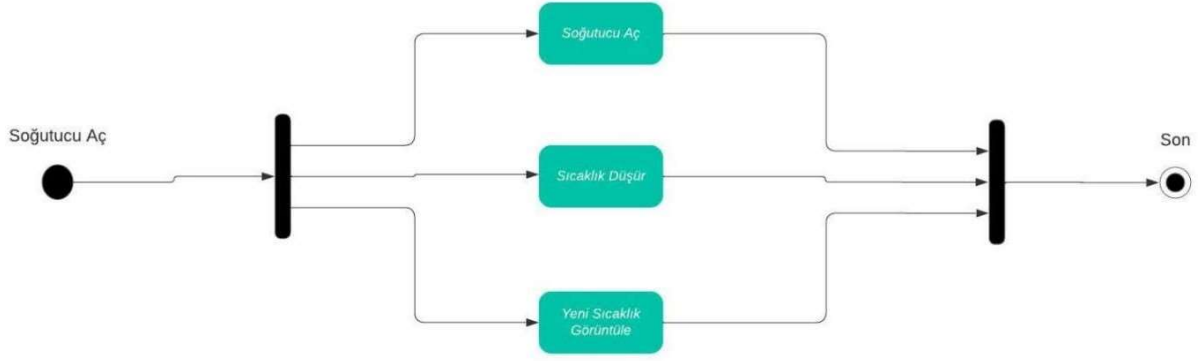 Soğutucu Aç
Soğutucu Aç
Sıcaklık Düşür
Yeni Sıcaklık
Görüntüle
Son